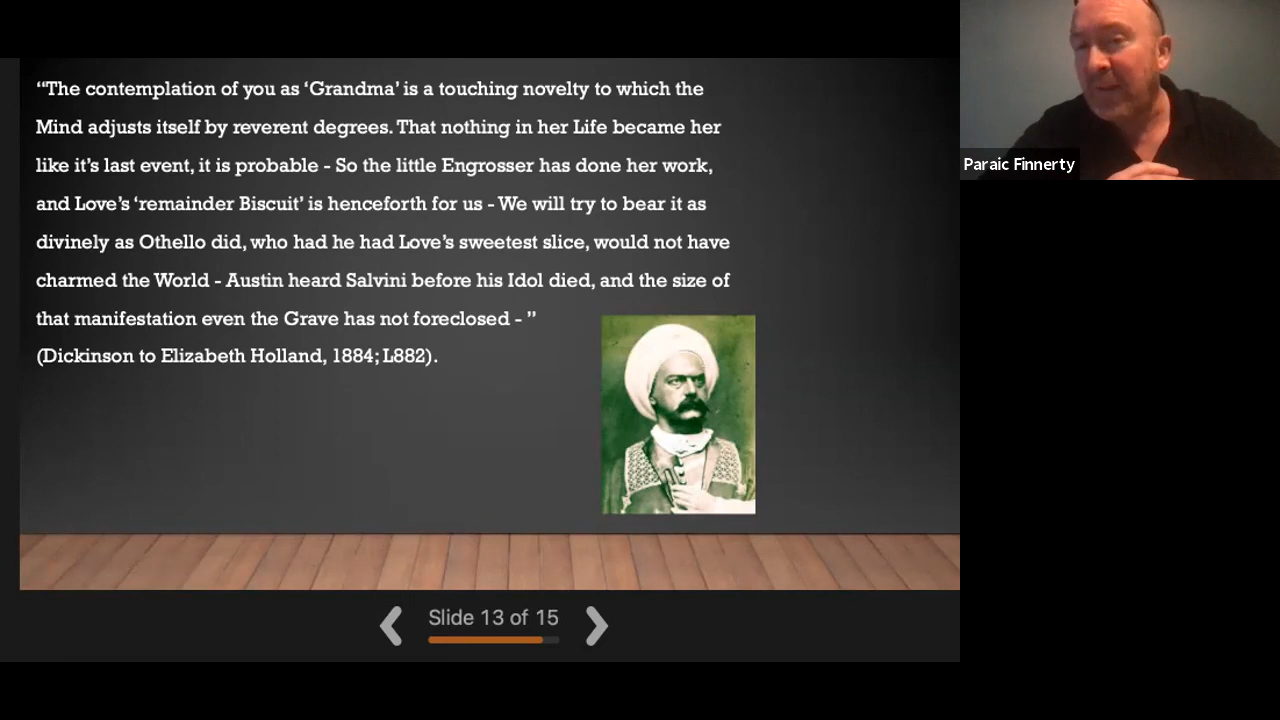 “The contemplation of you as ‘Grandma’ is a touching novelty to which the
Mind adjusts itself by reverent degrees. That nothing in her Life became her
like it’s last event, it is probable - So the little Engrosser has done her work,
and Love’s ‘remainder Biscuit’ is henceforth for us - We will try to bear it as
divinely as Othello did, who had he had Love’s sweetest slice, would not have
charmed the World - Austin heard Salvini before his Idol died, and the size of
that manifestation even the Grave has not foreclosed - ”
(Dickinson to Elizabeth Holland, 1884; L882).
Paraic Finnerty
Slide 13 of 15